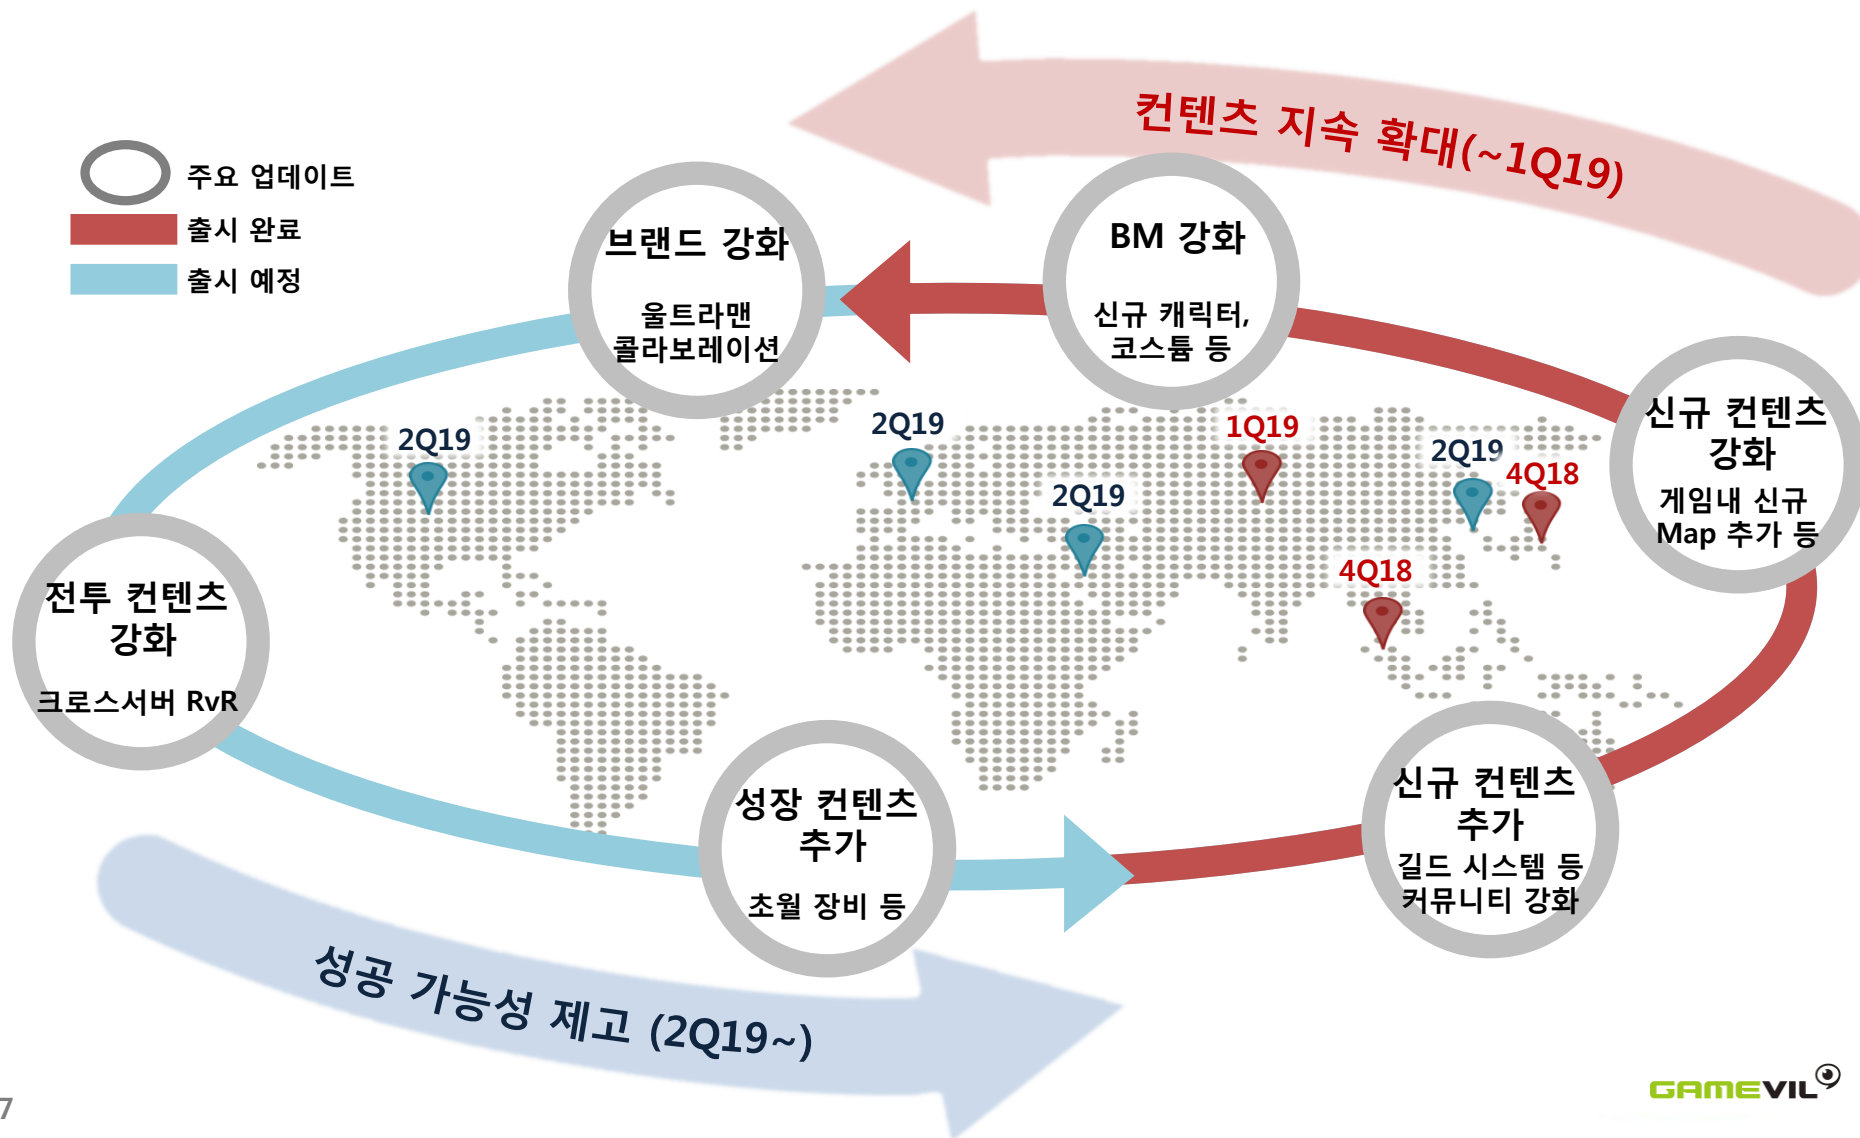 컨텐츠 지속 확대(~1Q19)
주요 업데이트
출시 완료
출시 예정
브랜드 강화
울트라맨
콜라보레이션
BM 강화
신규 캐릭터,
코스튬 등
신규 컨텐츠
강화
게임내 신규
Map 추가 등
2Q19
2Q19
2Q19
1Q19
2Q19
4Q18
4Q18
전투 컨텐츠
강화
크로스서버 RvR
성장 컨텐츠
추가
초월 장비 등
신규 컨텐츠
추가
길드 시스템 등
커뮤니티 강화
성공 가능성 제고 (2Q19~)
GAMEVIL
7